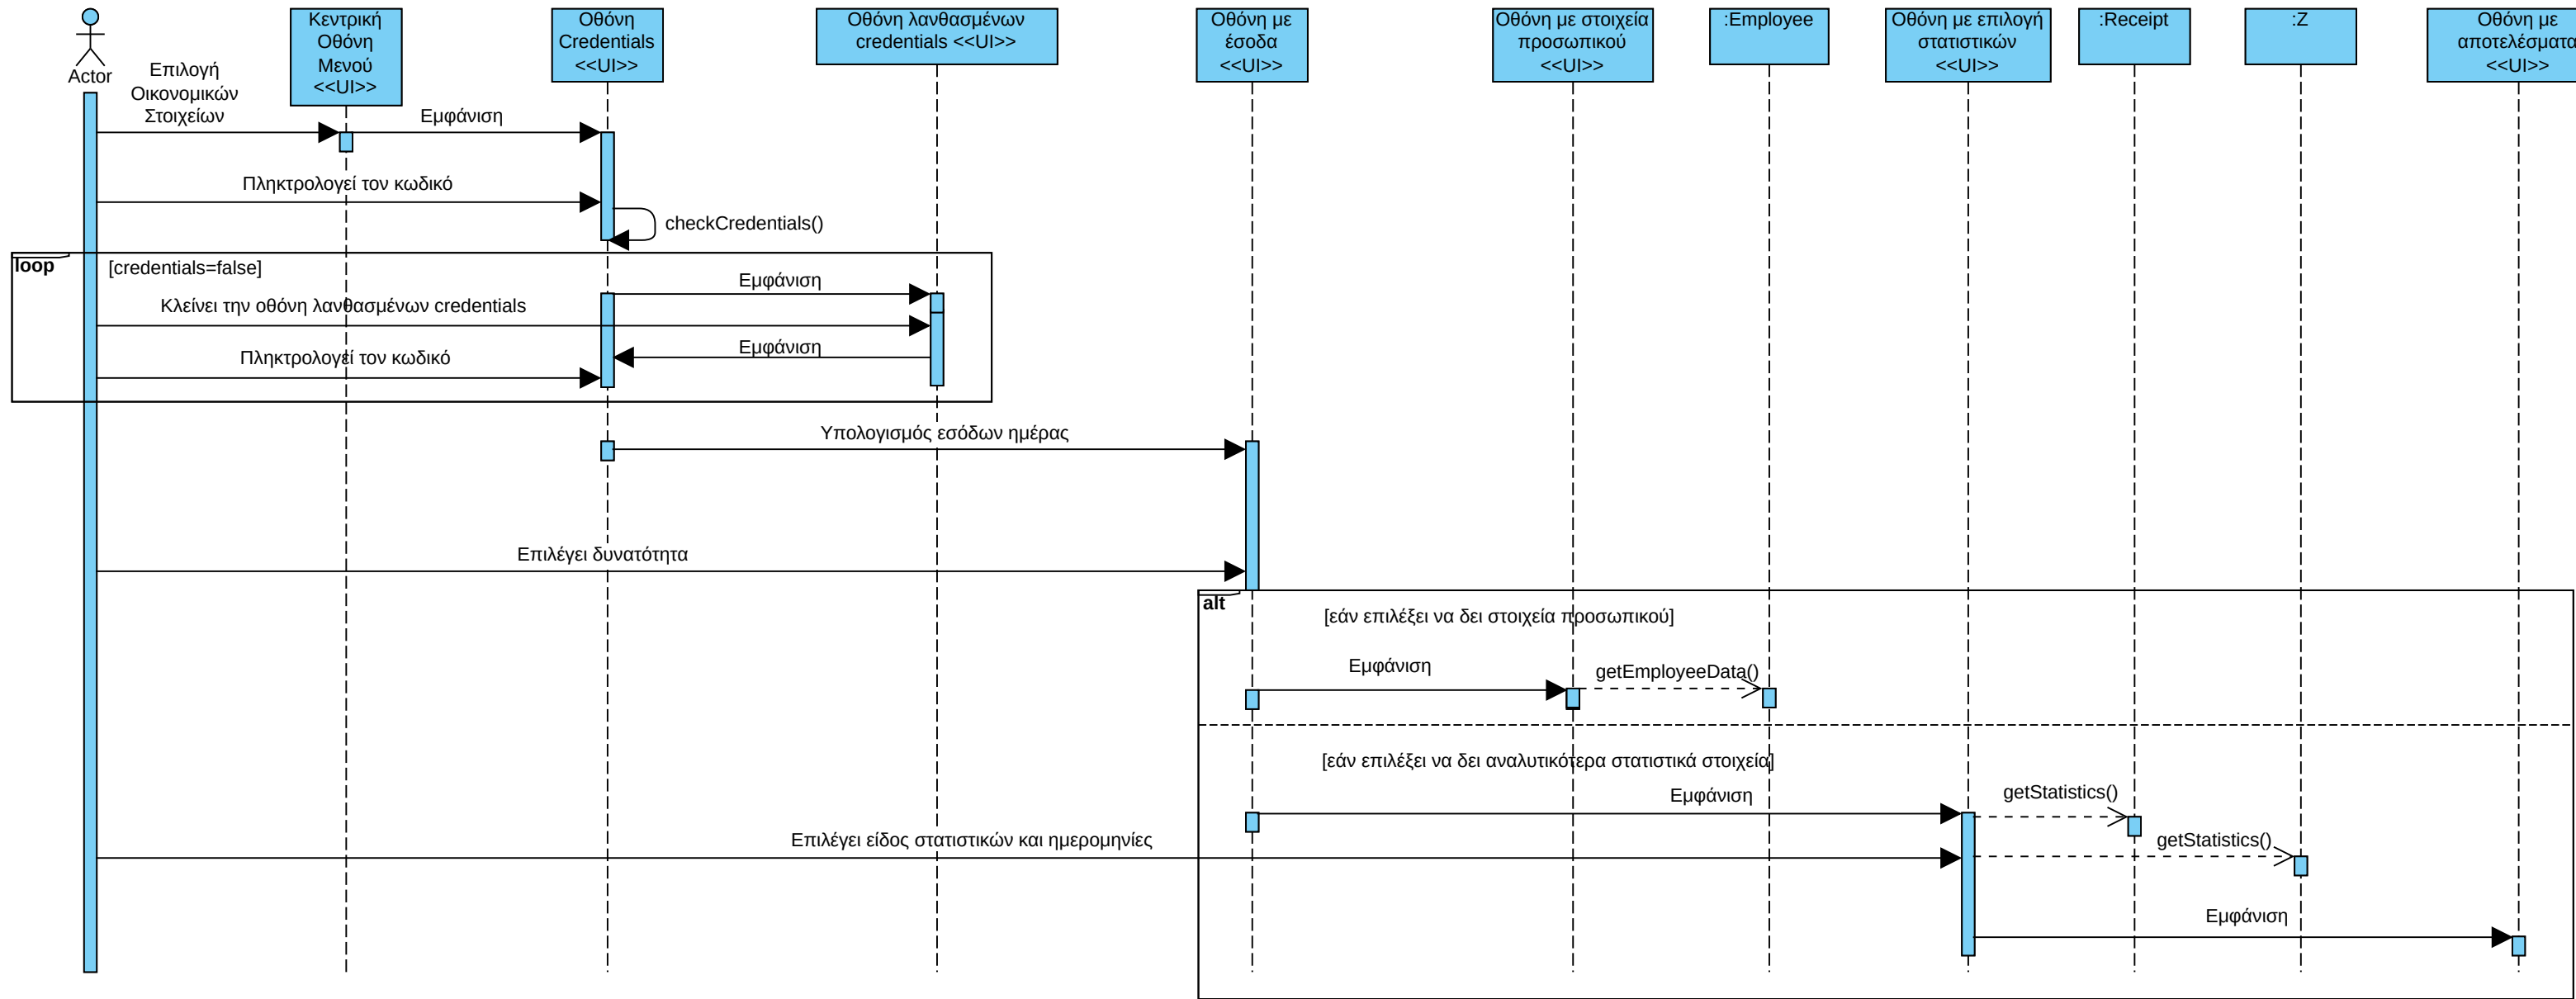 Actor
Κεντρική
Οθόνη
Μενού
<<UI>>
Οθόνη
Credentials
<<UI>>
Οθόνη λανθασμένων
credentials <<UI>>
Οθόνη με
έσοδα
<<UI>>
Οθόνη με στοιχεία
προσωπικού
<<UI>>
:Employee
Οθόνη με επιλογή
στατιστικών
<<UI>>
:Receipt
:Z
Οθόνη με
αποτελέσματα
<<UI>>
Επιλογή
Οικονομικών
Στοιχείων
Εμφάνιση
Πληκτρολογεί τον κωδικό
checkCredentials()
loop
[credentials=false]
Εμφάνιση
Κλείνει την οθόνη λανθασμένων credentials
Εμφάνιση
Πληκτρολογεί τον κωδικό
Υπολογισμός εσόδων ημέρας
Επιλέγει δυνατότητα
alt
[εάν επιλέξει να δει στοιχεία προσωπικού]
Εμφάνιση
getEmployeeData()
[εάν επιλέξει να δει αναλυτικότερα στατιστικά στοιχεία]
Εμφάνιση
getStatistics()
Επιλέγει είδος στατιστικών και ημερομηνίες
getStatistics()
Εμφάνιση